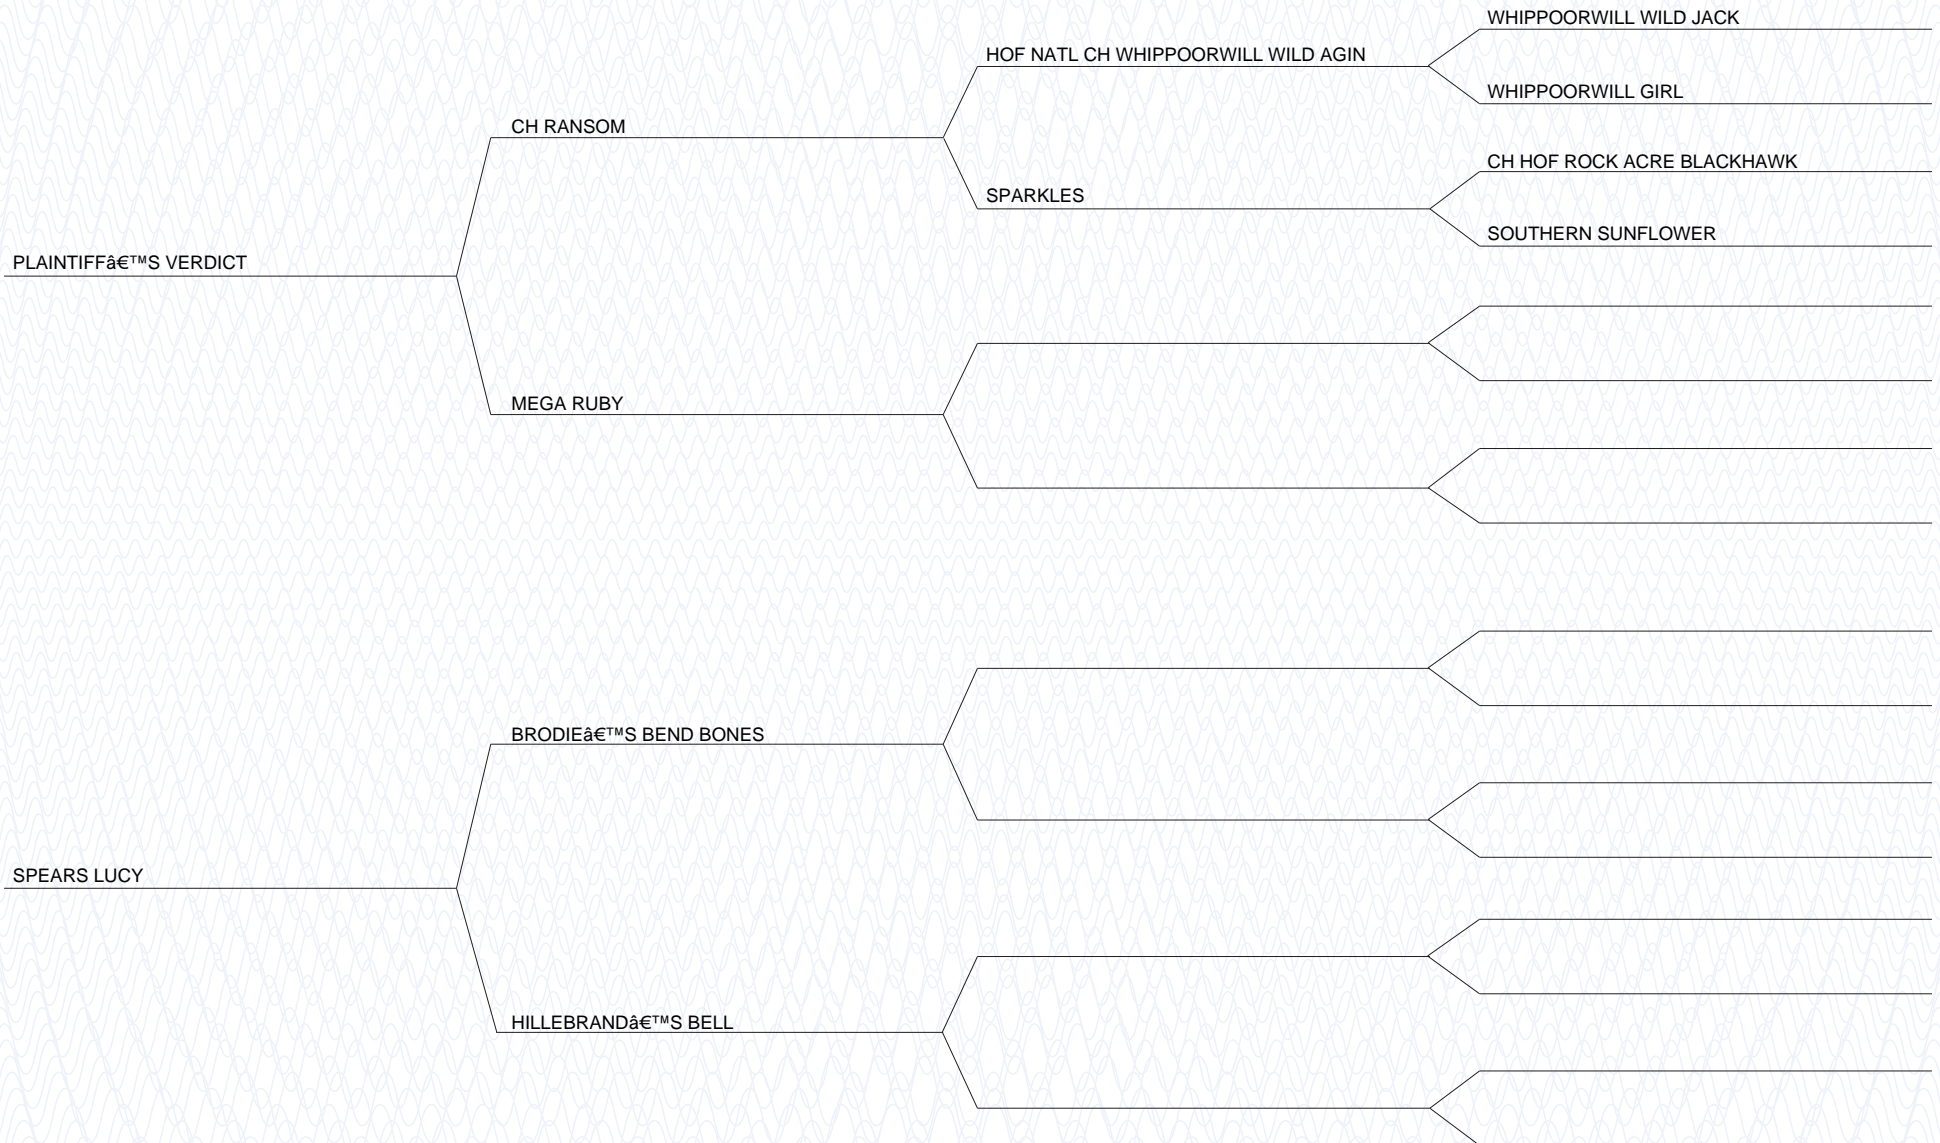 WHIPPOORWILL WILD JACK
HOF NATL CH WHIPPOORWILL WILD AGIN
WHIPPOORWILL GIRL
CH RANSOM
CH HOF ROCK ACRE BLACKHAWK
SPARKLES
SOUTHERN SUNFLOWER
PLAINTIFFâ€™S VERDICT
MEGA RUBY
BRODIEâ€™S BEND BONES
SPEARS LUCY
HILLEBRANDâ€™S BELL